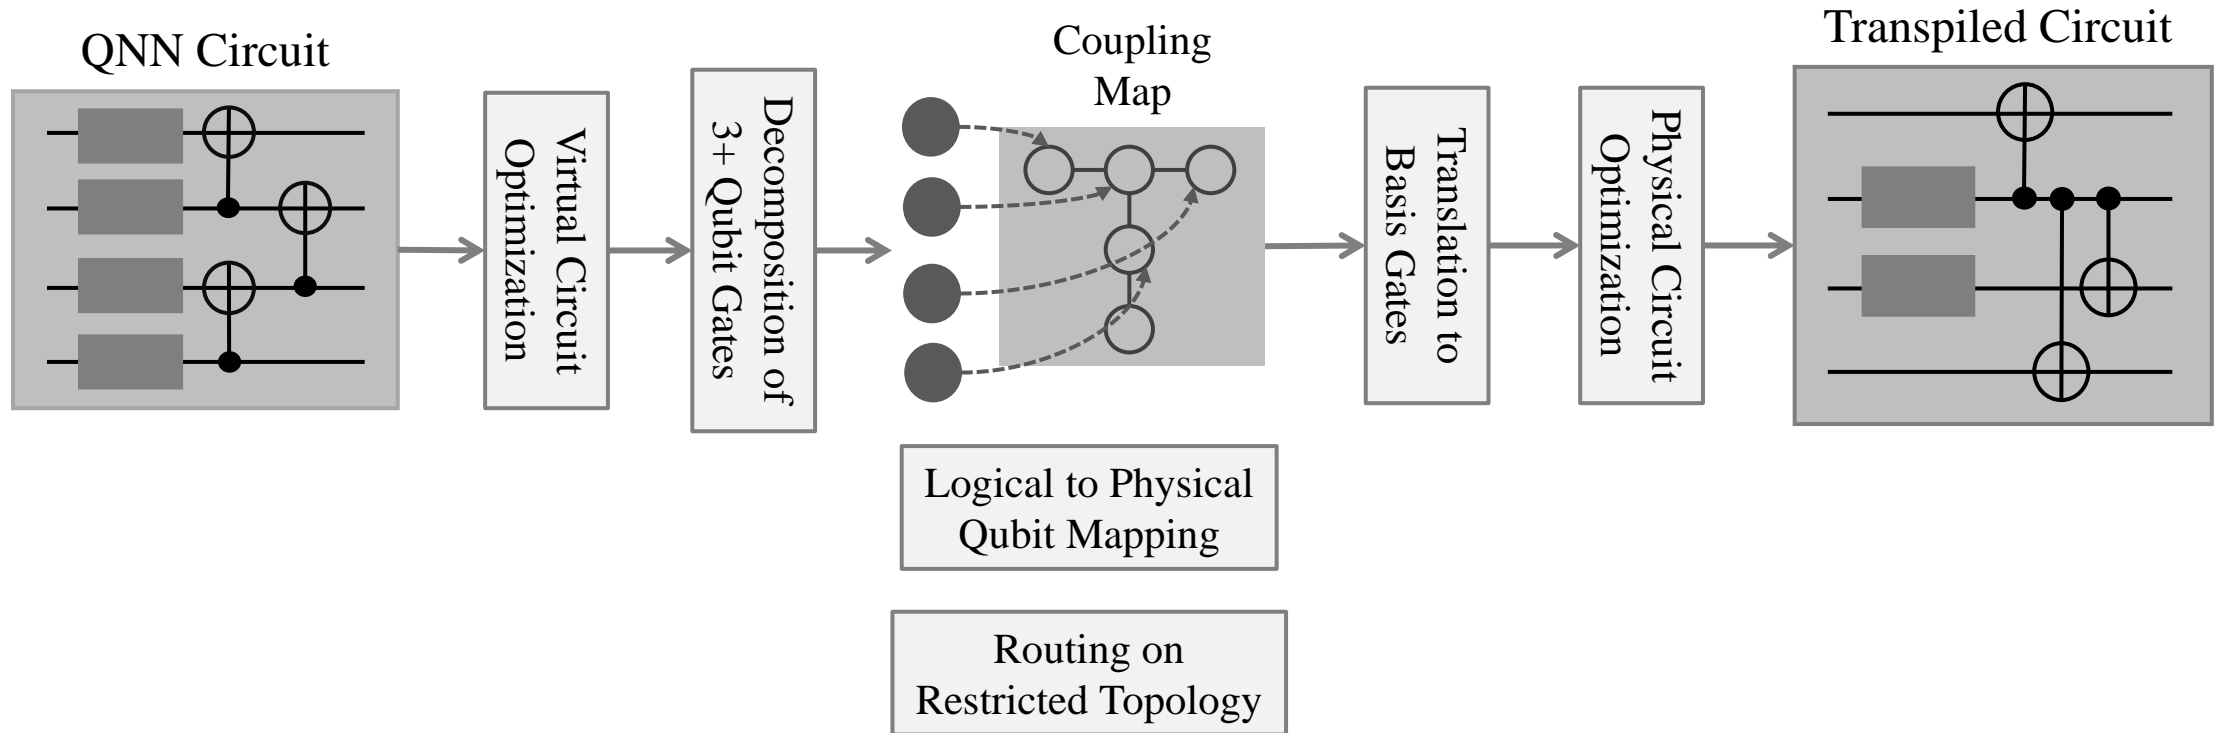 QNN Circuit
Virtual Circuit
Optimization
Decomposition of
3+ Qubit Gates
Coupling
Map
Logical to Physical
Qubit Mapping
Routing on
Restricted Topology
Translation to
Basis Gates
Physical Circuit
Optimization
Transpiled Circuit